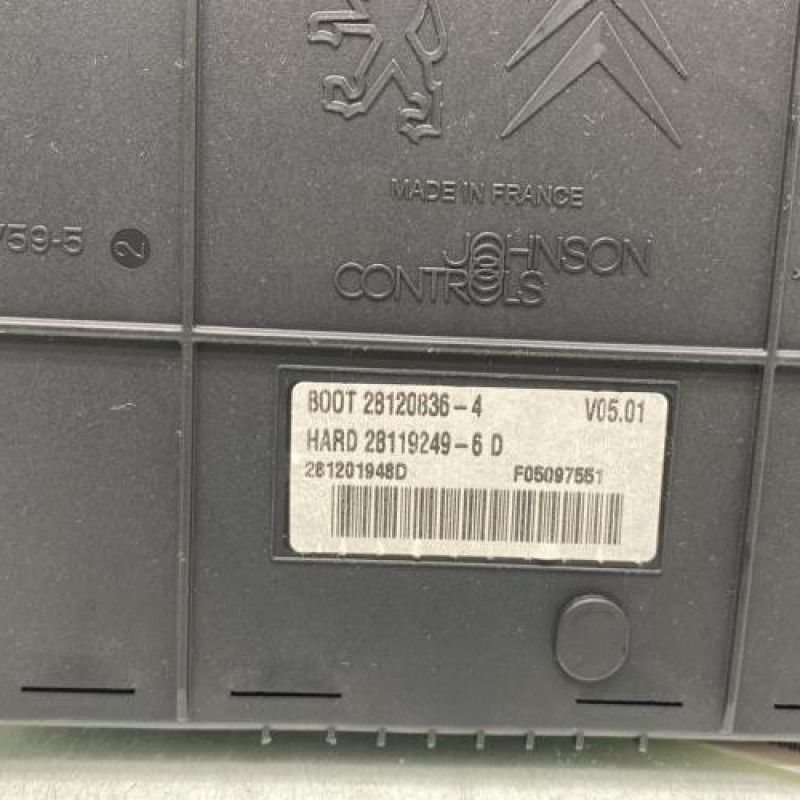 MADE IN FRANCE
759-5 2
JOHNSON
CONTROLS
BOOT 28120836-4 V05.01
HARD 28119249-6 D
281201948D F05097551